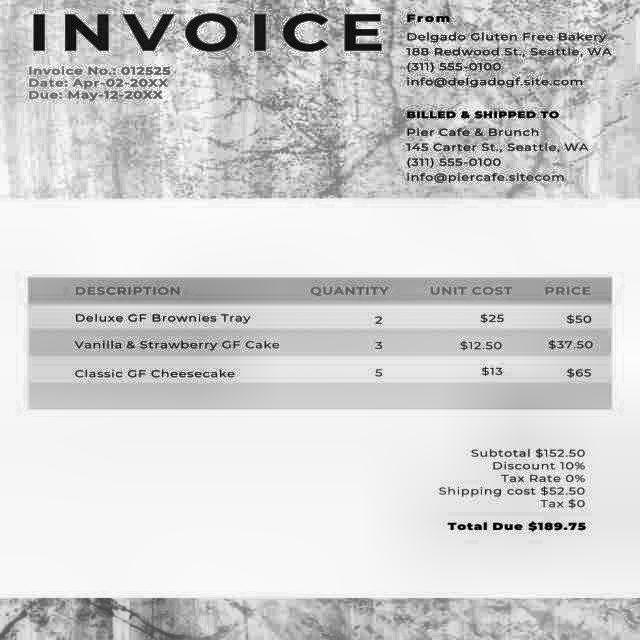 INVOICE
Invoice No.: 012525
Date: Apr-02-20XX
Due: May-12-20XX
From
Delgado Gluten Free Bakery
188 Redwood St., Seattle, WA
(311) 555-0100
info@delgadogf.site.com
BILLED & SHIPPED TO
Pier Cafe & Brunch
145 Carter St., Seattle, WA
(311) 555-0100
info@piercafe.sitecom
DESCRIPTION QUANTITY UNIT COST PRICE
Deluxe GF Brownies Tray 2 $25 $50
Vanilla & Strawberry GF Cake 3 $12.50 $37.50
Classic GF Cheesecake 5 $13 $65
Subtotal $152.50
Discount 10%
Tax Rate 0%
Shipping cost $52.50
Tax $0
Total Due $189.75